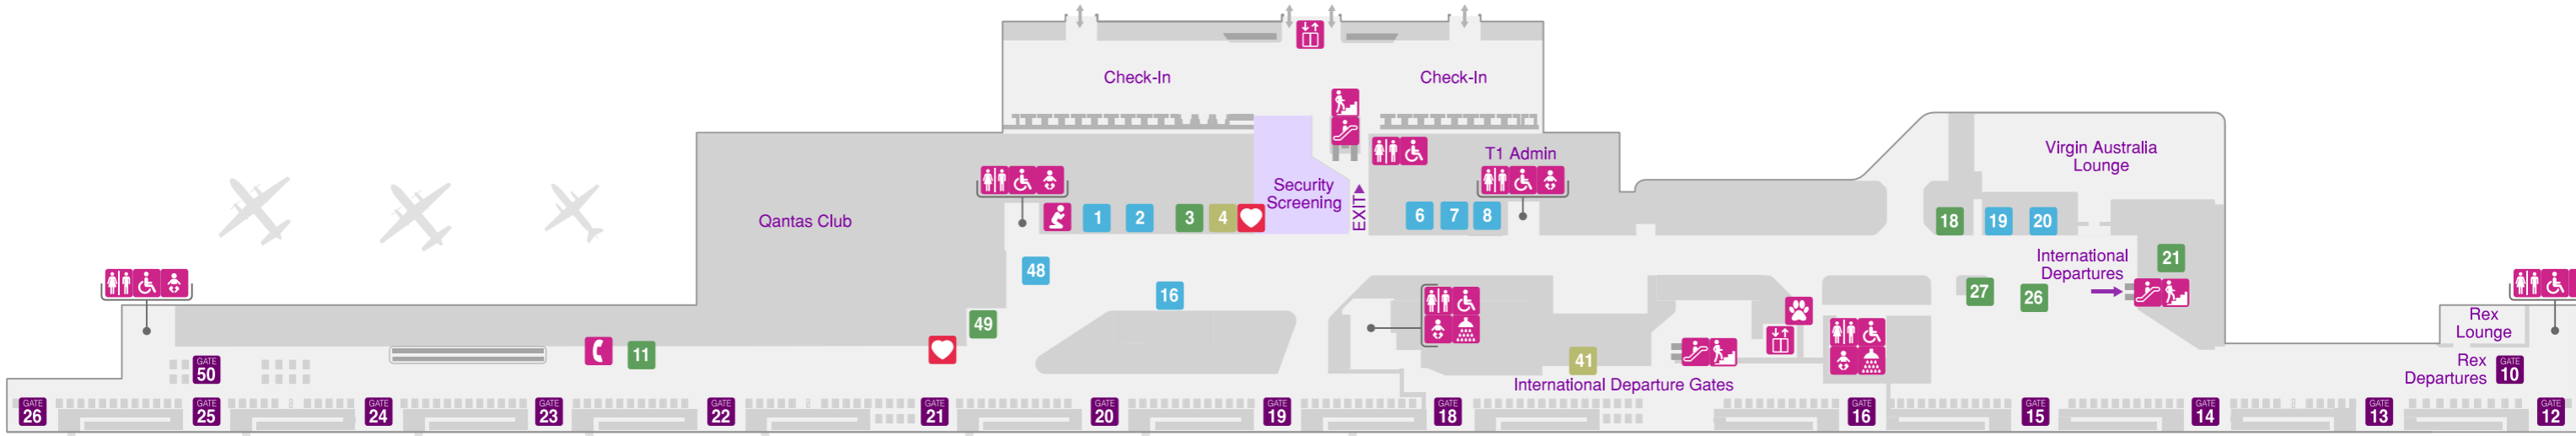 Check-In
Check-In
T1 Admin
Virgin Australia
Lounge
Security
Screening
EXIT
Qantas Club
1
2
3
4
6
7
8
18
19
20
48
International
Departures
21
16
27
26
49
11
41
Rex
Lounge
Rex
Departures
GATE
10
GATE
50
International Departure Gates
GATE
26
GATE
25
GATE
24
GATE
23
GATE
22
GATE
21
GATE
20
GATE
19
GATE
18
GATE
16
GATE
15
GATE
14
GATE
13
GATE
12